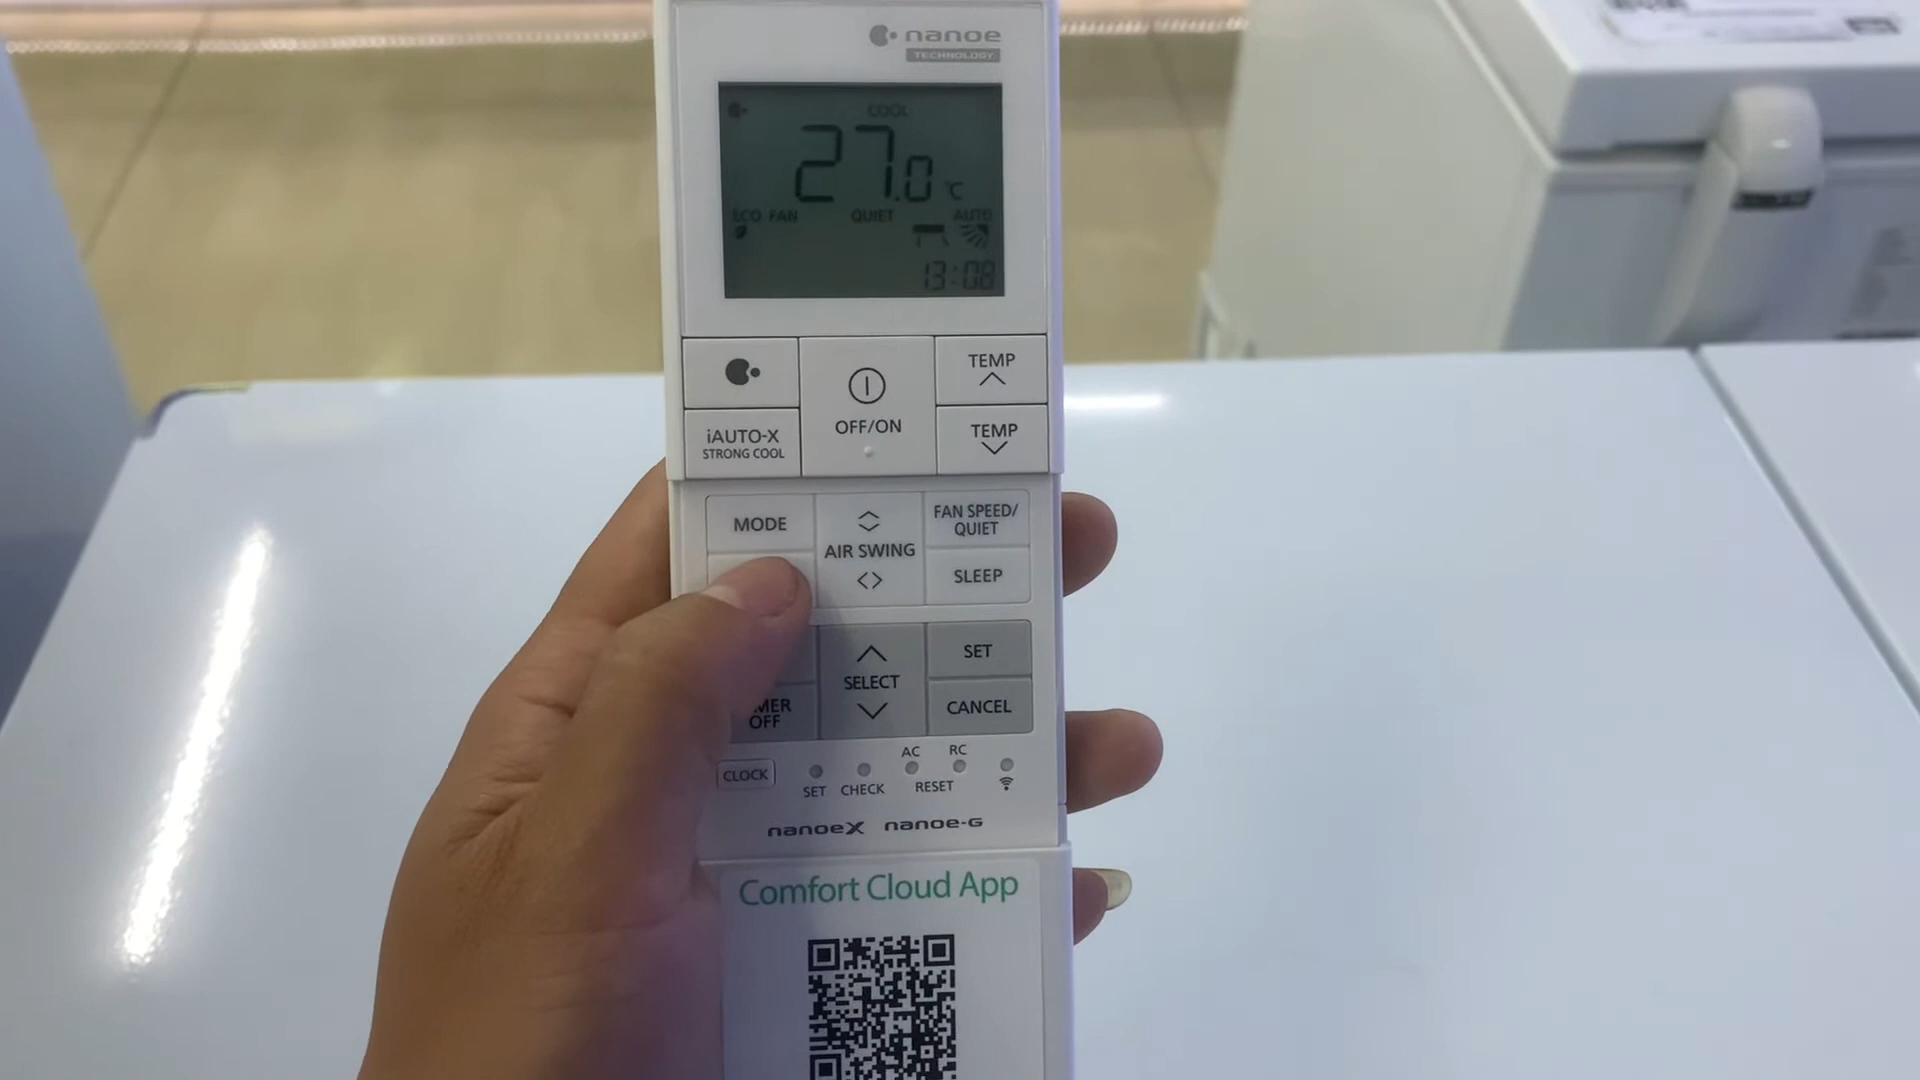 nanoe
TECHNOLOGY
COOL
27.0 °C
ECO FAN QUIET AUTO
13:08
OFF/ON
TEMP
TEMP
iAUTO-X
STRONG COOL
MODE
AIR SWING
FAN SPEED/
QUIET
SLEEP
SELECT
SET
CANCEL
MER
OFF
CLOCK
SET
CHECK
AC
RC
RESET
nanoeX nanoe-G
Comfort Cloud App